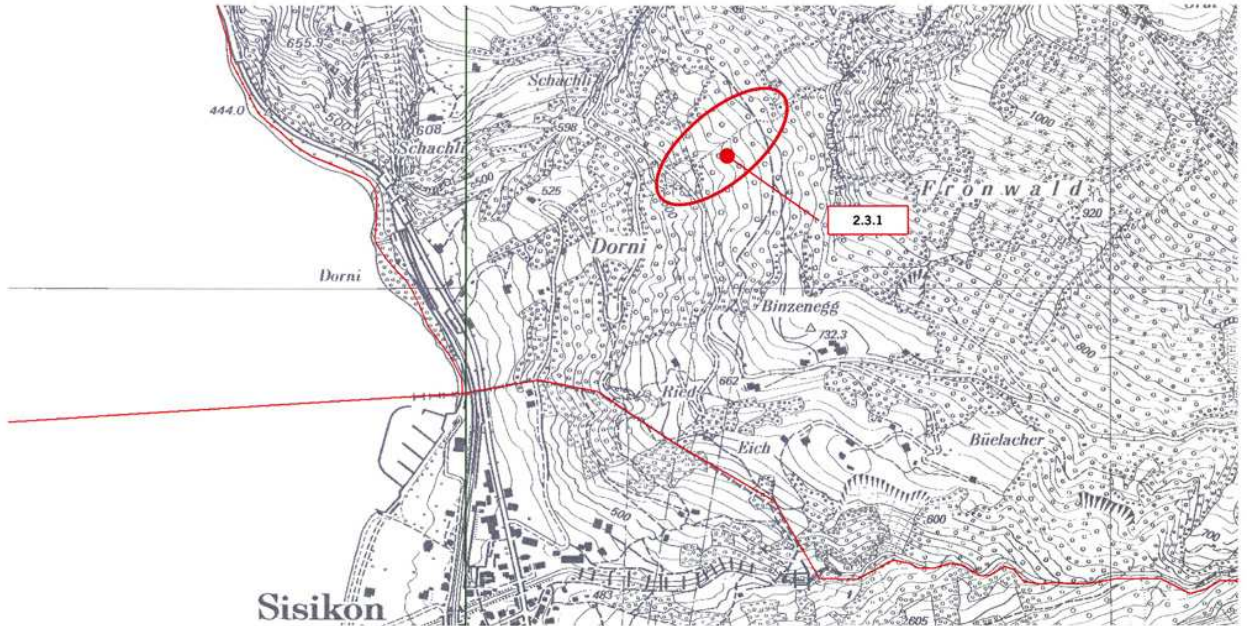 655.9
Schachli
1000
444.0
500
608
598
Schachli
500
525
Fronwald
920
2.3.1
Dorni
Dorni
Binzenegg
732.3
800
662
Ried
Eich
Büelacher
500
600
700
483
Sisikon
605